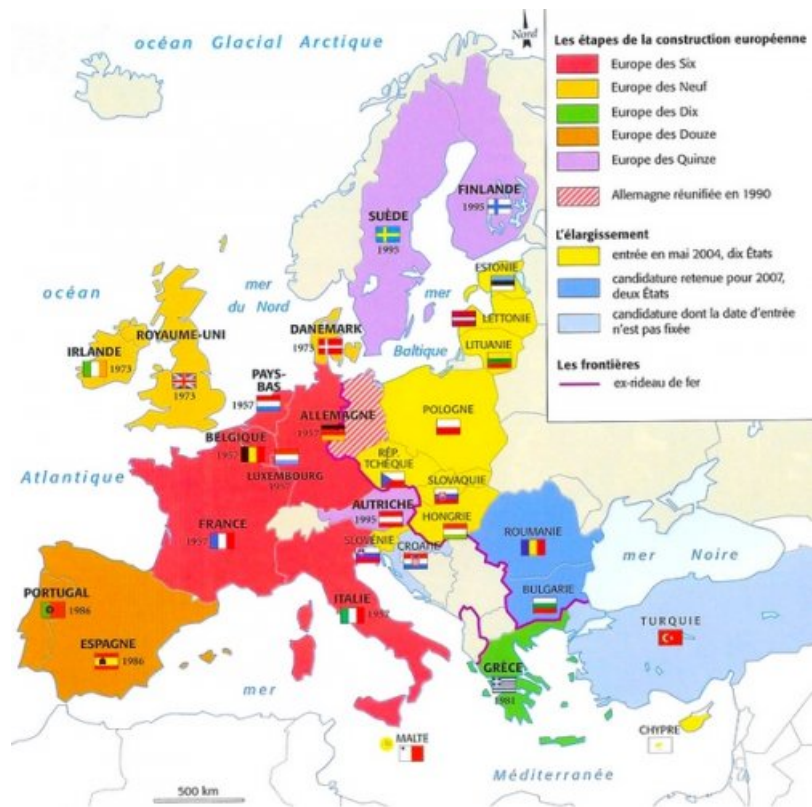 océan Glacial Arctique
Nord
Les étapes de la construction européenne
Europe des Six
Europe des Neuf
Europe des Dix
Europe des Douze
Europe des Quinze
Allemagne réunifiée en 1990
L'élargissement
entrée en mai 2004, dix États
candidature retenue pour 2007,
deux États
candidature dont la date d'entrée
n'est pas fixée
Les frontières
ex-rideau de fer
FINLANDE
1995
SUÈDE
1995
ESTONIE
LETTONIE
LITUANIE
mer
Baltique
océan
mer
du Nord
ROYAUME-UNI
1973
IRLANDE
1973
DANEMARK
1973
PAYS-
BAS
1957
ALLEMAGNE
1957
POLOGNE
BELGIQUE
1957
LUXEMBOURG
1957
RÉP.
TCHÈQUE
SLOVAQUIE
Atlantique
AUTRICHE
1995
HONGRIE
FRANCE
1957
SLOVÉNIE
CROATIE
ROUMANIE
mer Noire
BULGARIE
PORTUGAL
1986
ESPAGNE
1986
ITALIE
1957
TURQUIE
GRÈCE
1981
mer
MALTE
CHYPRE
Méditerranée
500 km